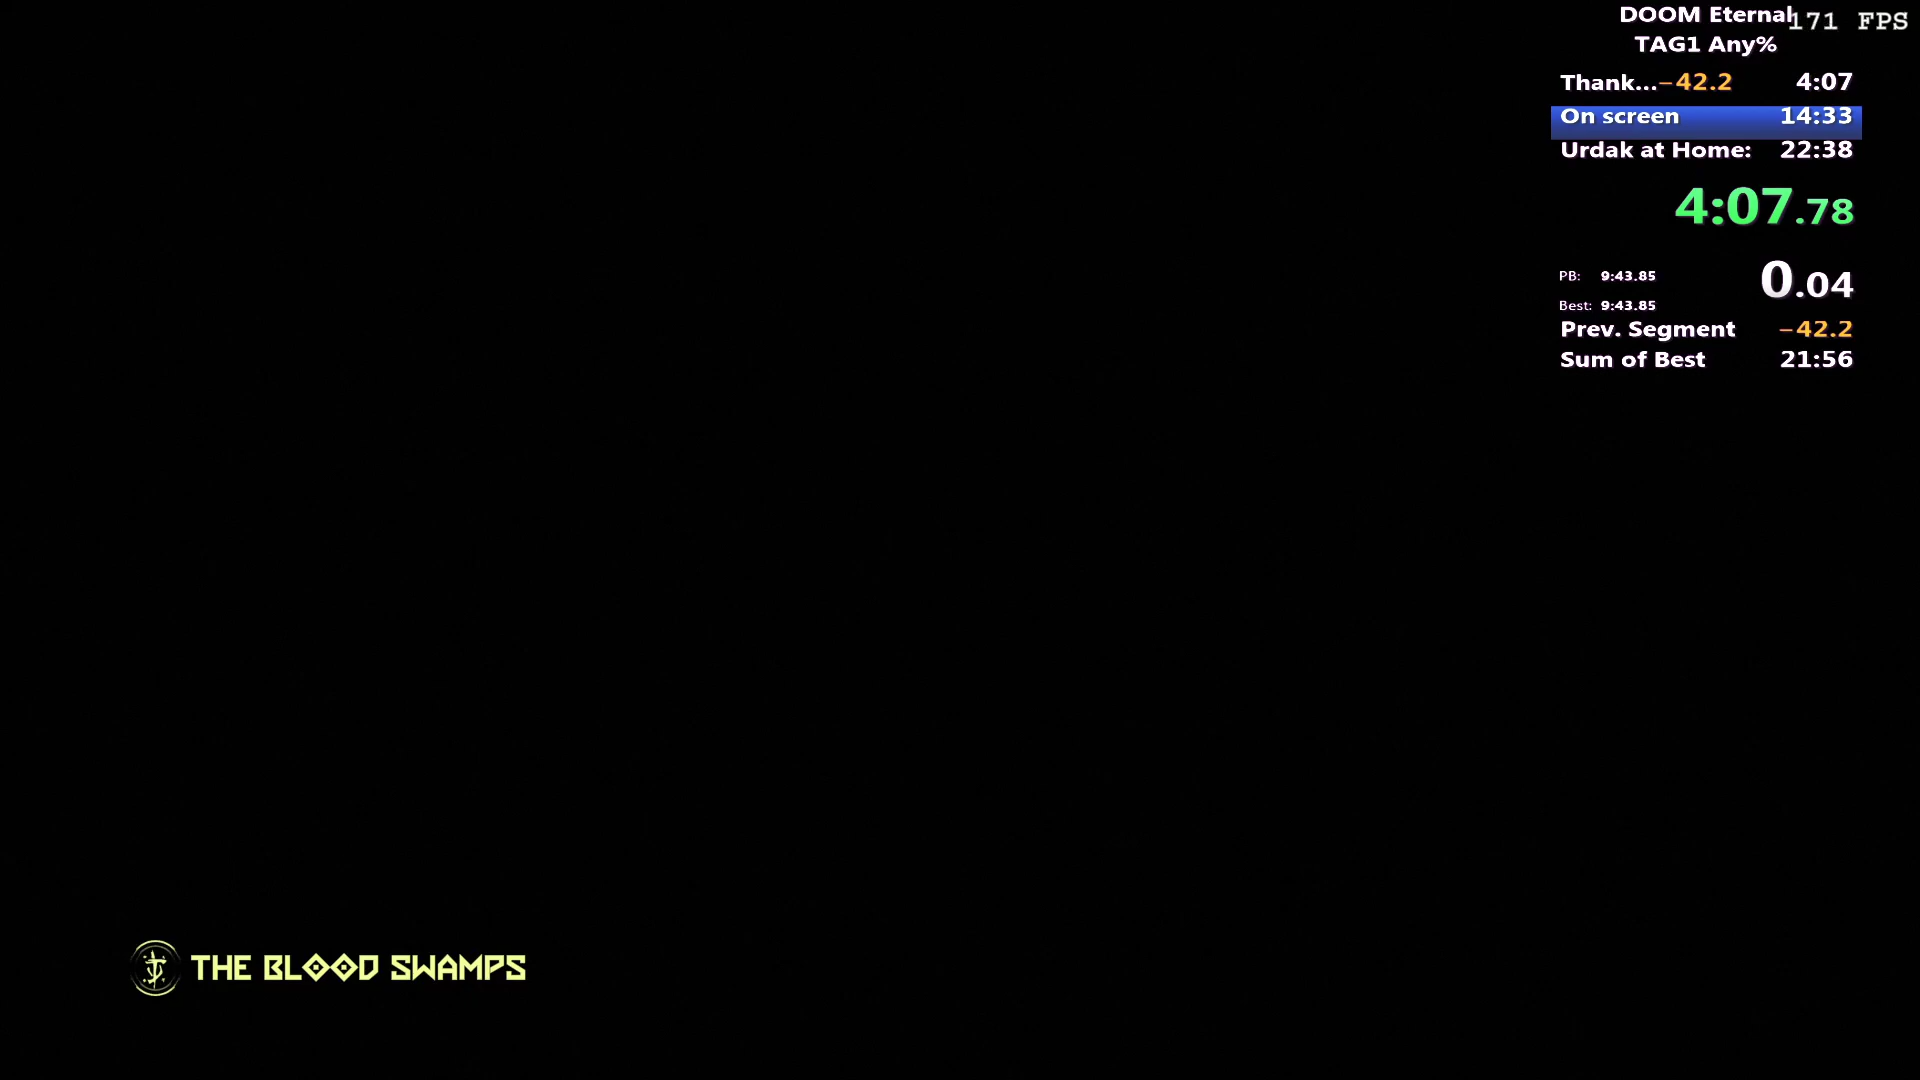 DOOM Eternal
171 FPS
TAG1 Any%
Thank...−42.2 4:07
On screen 14:33
Urdak at Home: 22:38
4:07.78
PB: 9:43.85
0.04
Best: 9:43.85
Prev. Segment −42.2
Sum of Best 21:56
THE BLOOD SWAMPS